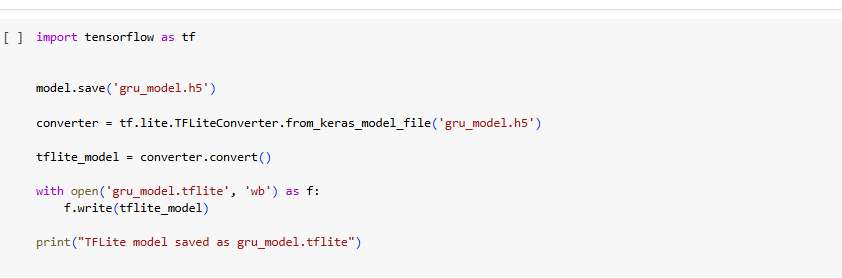 [ ] import tensorflow as tf
model.save('gru_model.h5')
converter = tf.lite.TFLiteConverter.from_keras_model_file('gru_model.h5')
tflite_model = converter.convert()
with open('gru_model.tflite', 'wb') as f:
    f.write(tflite_model)
print("TFLite model saved as gru_model.tflite")